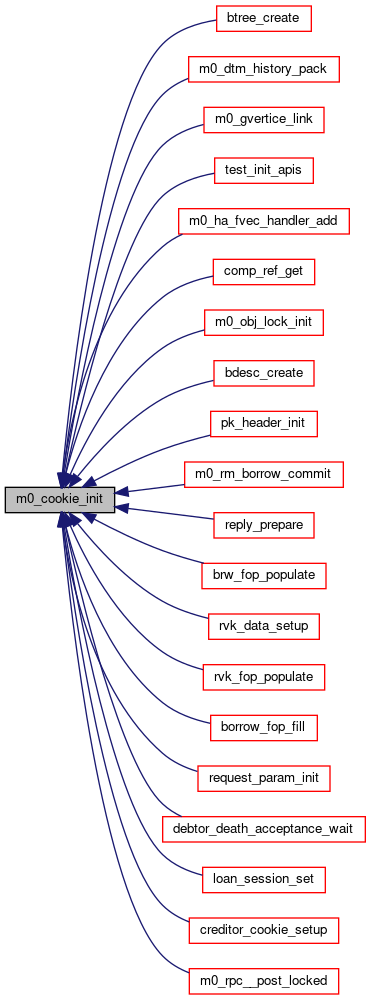 btree_create
m0_dtm_history_pack
m0_gvertice_link
test_init_apis
m0_ha_fvec_handler_add
comp_ref_get
m0_obj_lock_init
bdesc_create
pk_header_init
m0_rm_borrow_commit
m0_cookie_init
reply_prepare
brw_fop_populate
rvk_data_setup
rvk_fop_populate
borrow_fop_fill
request_param_init
debtor_death_acceptance_wait
loan_session_set
creditor_cookie_setup
m0_rpc__post_locked